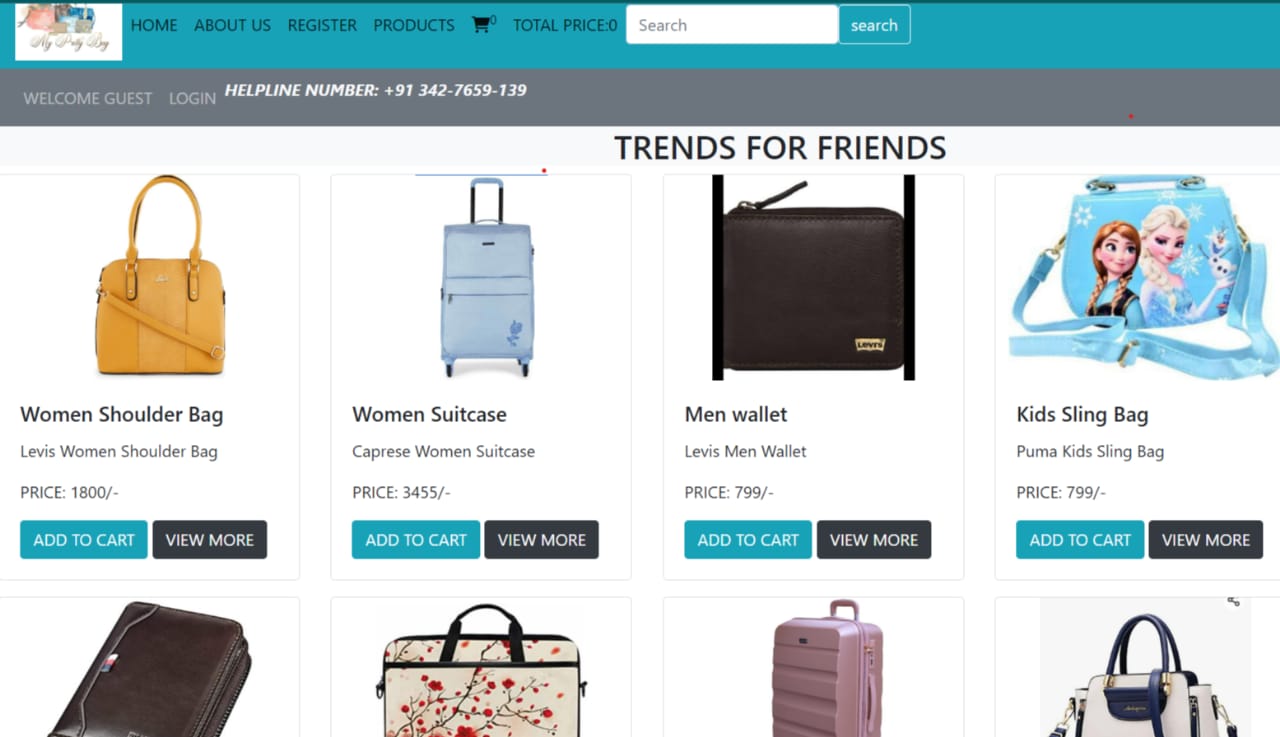 My Pretty Bag
HOME ABOUT US REGISTER PRODUCTS 0 TOTAL PRICE:0 Search search
WELCOME GUEST LOGIN HELPLINE NUMBER: +91 342-7659-139
TRENDS FOR FRIENDS
Levi's
Women Shoulder Bag
Levis Women Shoulder Bag
PRICE: 1800/-
ADD TO CART VIEW MORE
Women Suitcase
Caprese Women Suitcase
PRICE: 3455/-
ADD TO CART VIEW MORE
Men wallet
Levis Men Wallet
PRICE: 799/-
ADD TO CART VIEW MORE
Kids Sling Bag
Puma Kids Sling Bag
PRICE: 799/-
ADD TO CART VIEW MORE